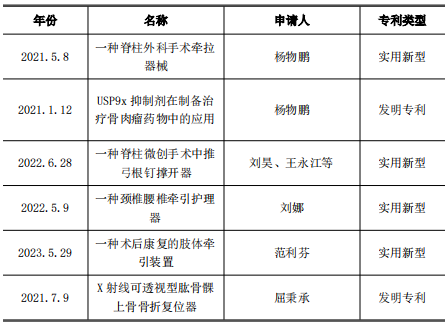 年份 名称 申请人 专利类型
2021.5.8 一种脊柱外科手术牵拉器械 杨物鹏 实用新型
2021.1.12 USP9x 抑制剂在制备治疗骨肉瘤药物中的应用 杨物鹏 发明专利
2022.6.28 一种脊柱微创手术中推弓根钉撑开器 刘昊、王永江等 实用新型
2022.5.9 一种颈椎腰椎牵引护理器 刘娜 实用新型
2023.5.29 一种术后康复的肢体牵引装置 范利芬 实用新型
2021.7.9 X 射线可透视型肱骨髁上骨骨折复位器 屈秉承 发明专利